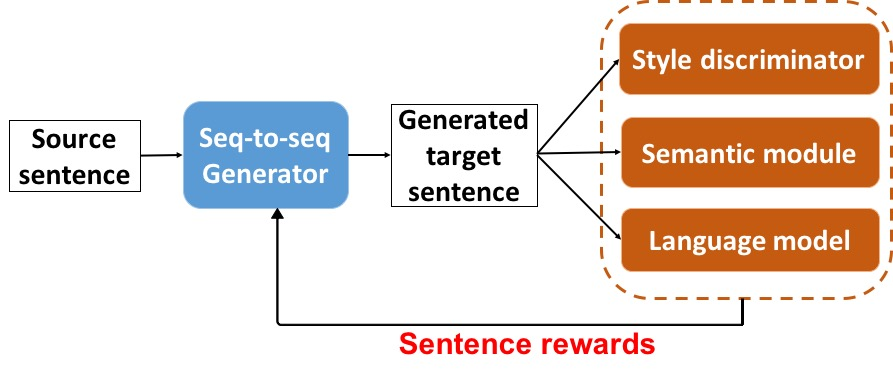 Source
sentence
Seq-to-seq
Generator
Generated
target
sentence
Style discriminator
Semantic module
Language model
Sentence rewards